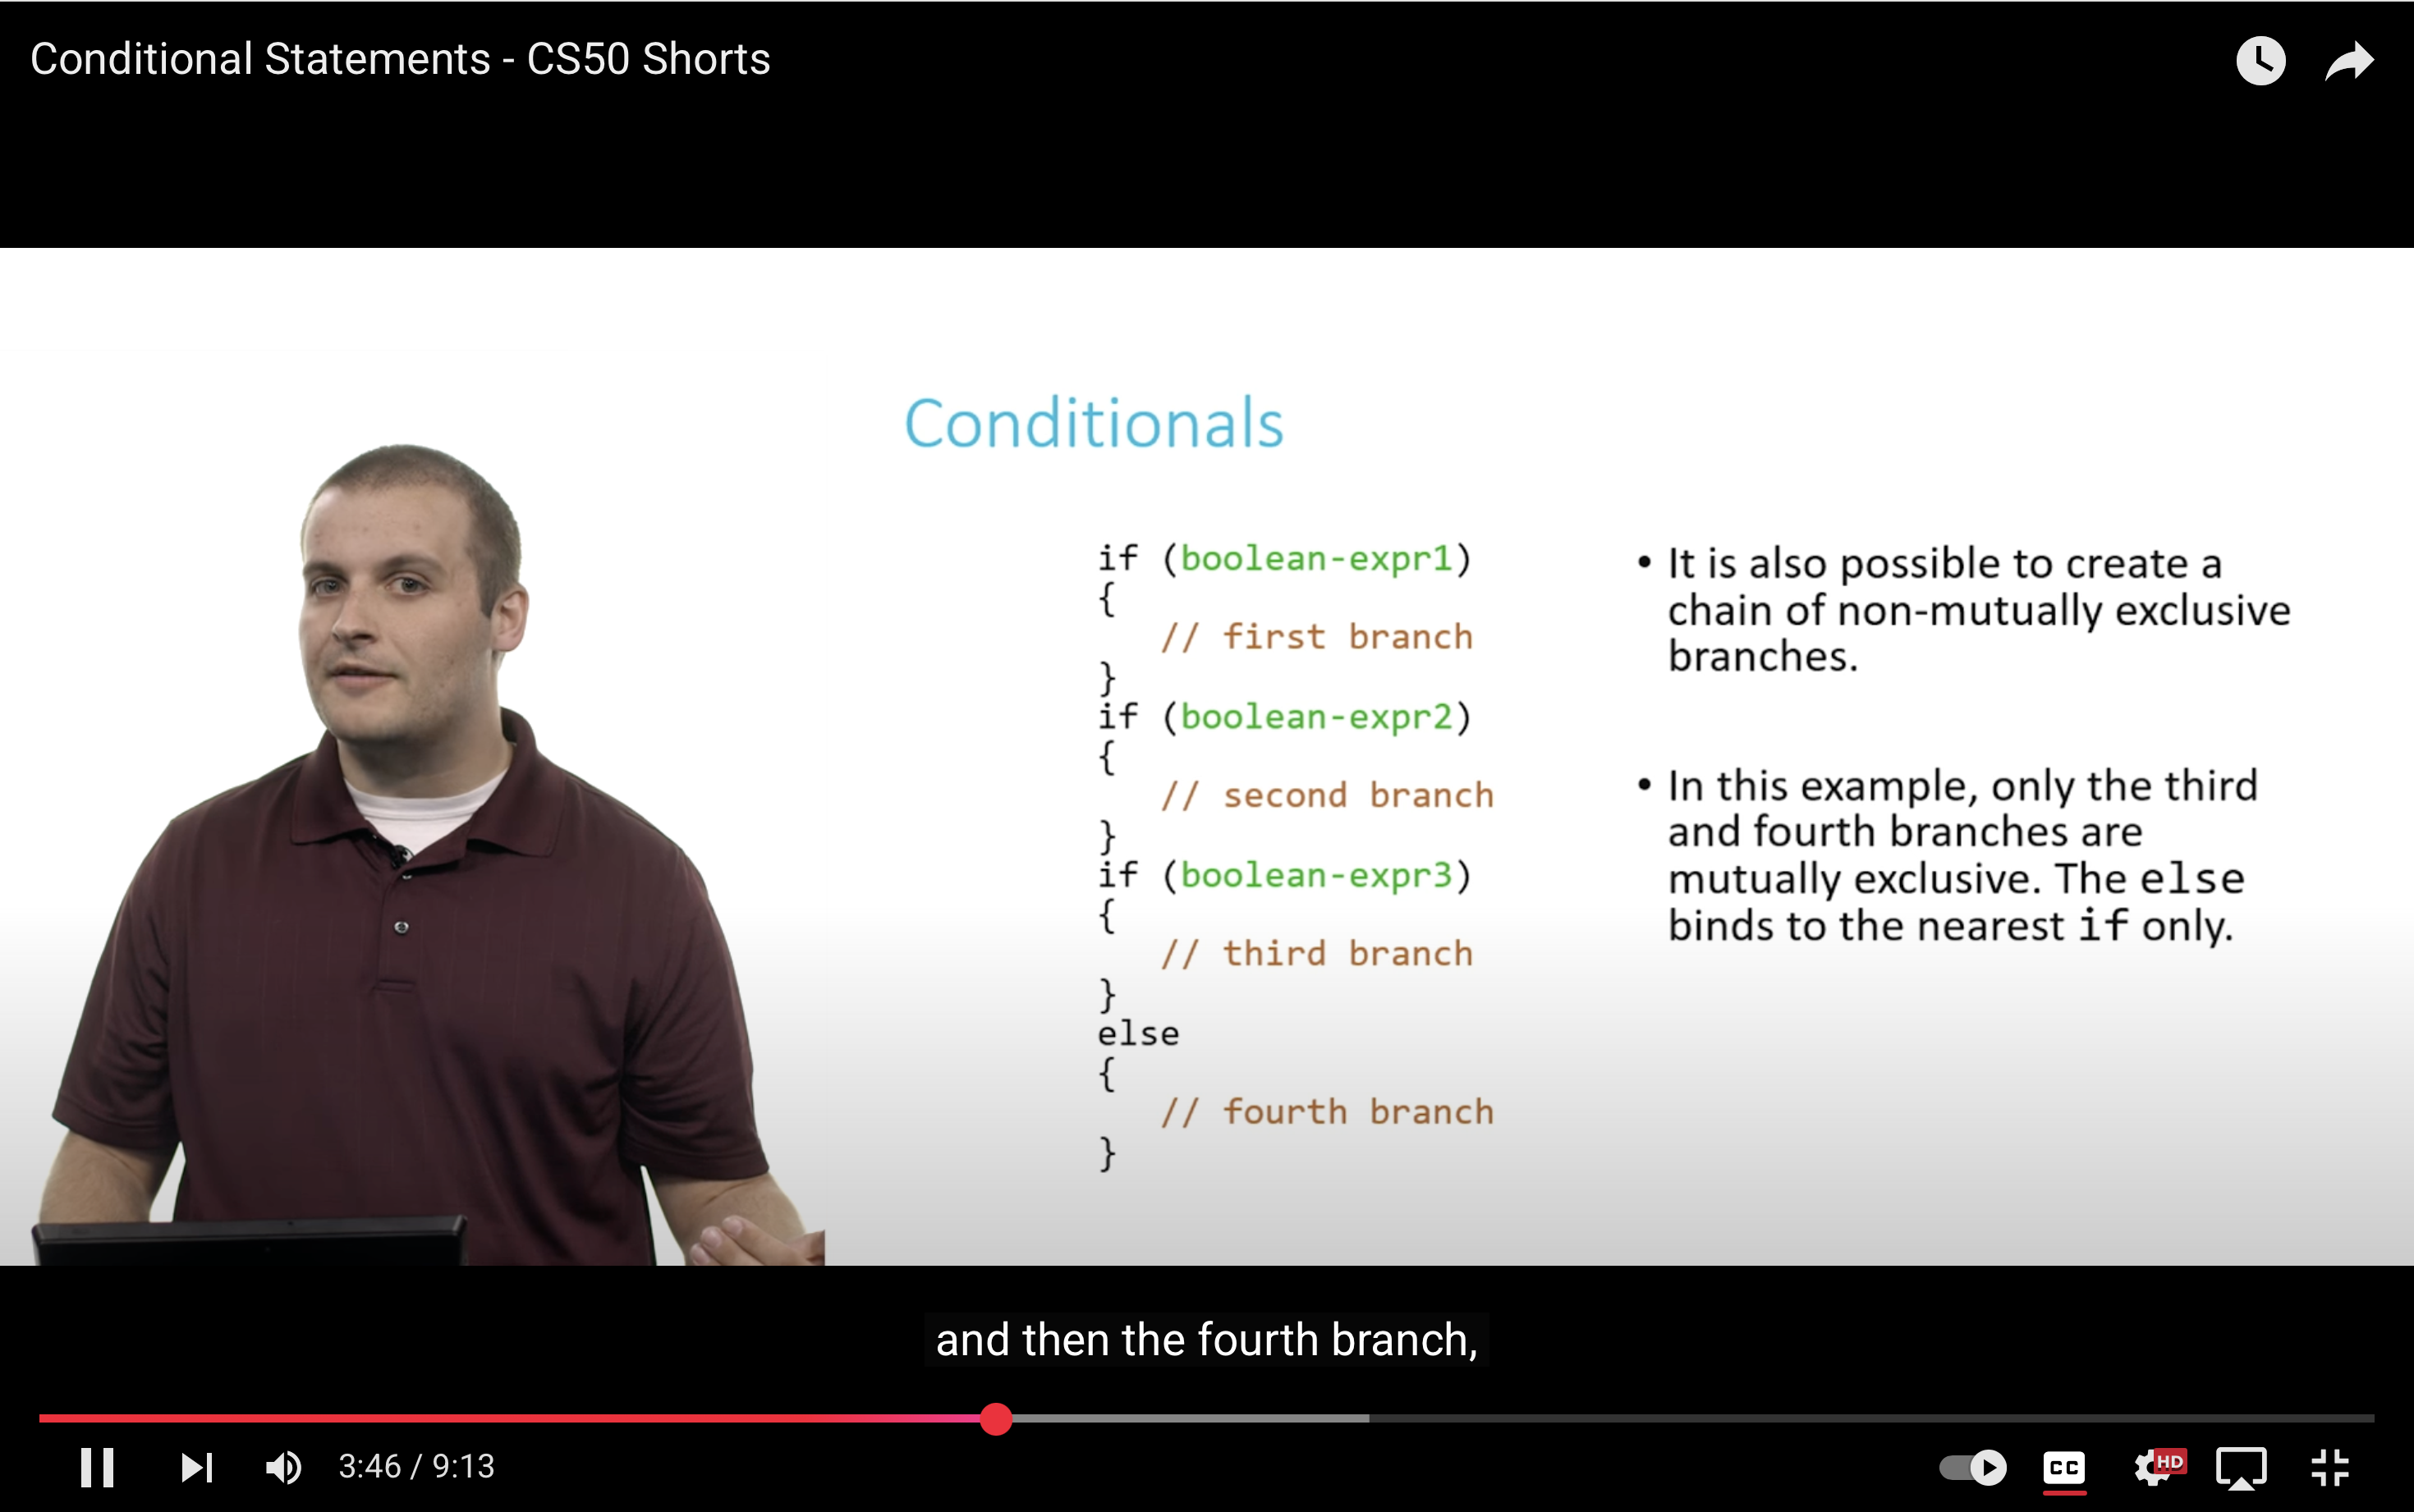 Conditional Statements - CS50 Shorts
Conditionals
if (boolean-expr1)
{
// first branch
}
if (boolean-expr2)
{
// second branch
}
if (boolean-expr3)
{
// third branch
}
else
{
// fourth branch
}
• It is also possible to create a
chain of non-mutually exclusive
branches.
• In this example, only the third
and fourth branches are
mutually exclusive. The else
binds to the nearest if only.
and then the fourth branch,
3:46 / 9:13
CC
HD